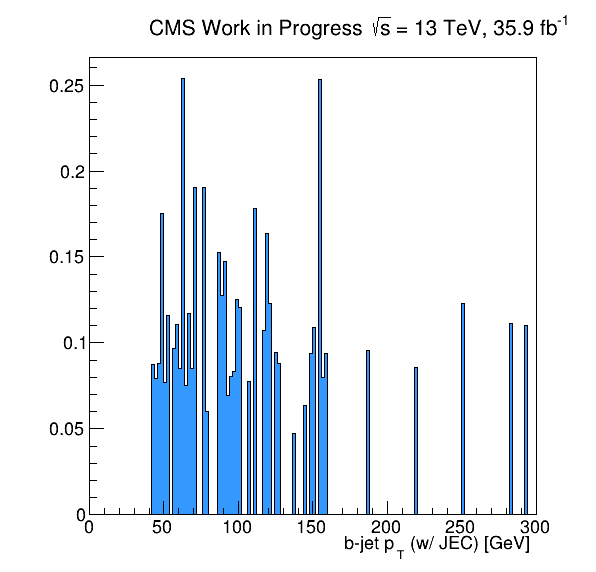 CMS Work in Progress √s = 13 TeV, 35.9 fb⁻¹
0.25
0.2
0.15
0.1
0.05
0
0 50 100 150 200 250 300
b-jet p_T (w/ JEC) [GeV]